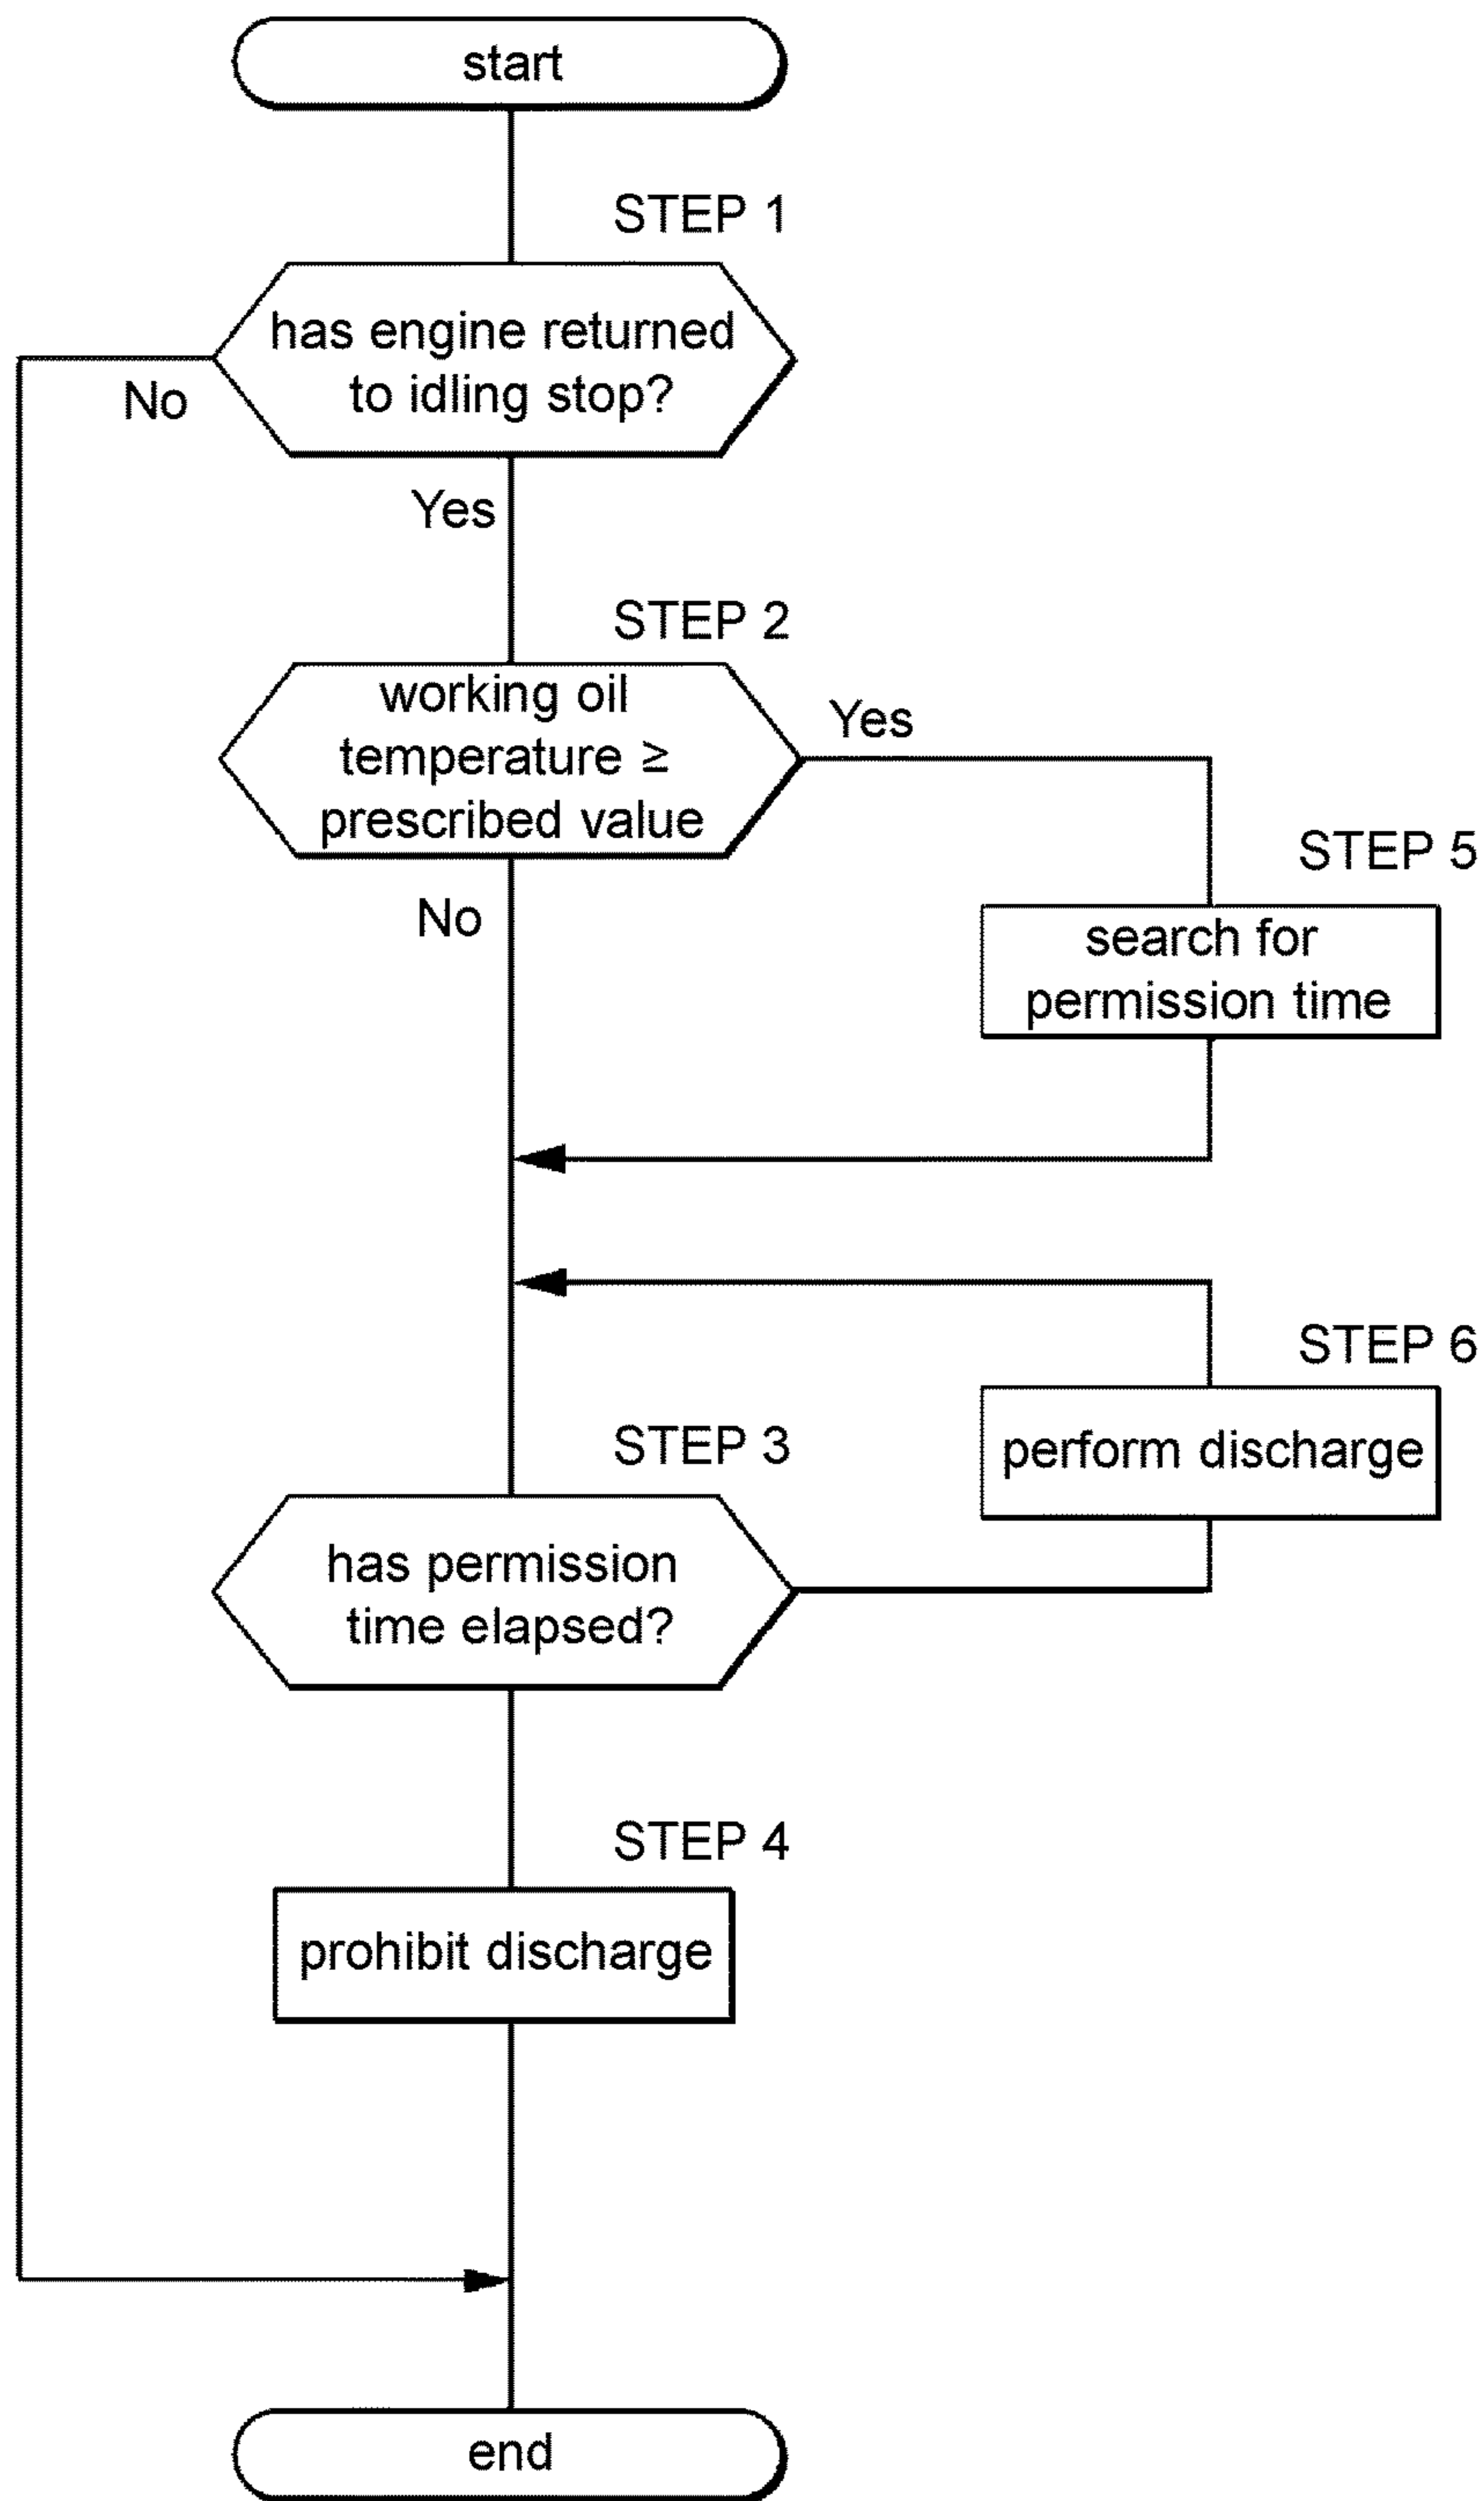 start
STEP 1
has engine returned
to idling stop?
No
Yes
STEP 2
working oil
temperature ≥
prescribed value
Yes
No
STEP 5
search for
permission time
STEP 6
perform discharge
STEP 3
has permission
time elapsed?
STEP 4
prohibit discharge
end